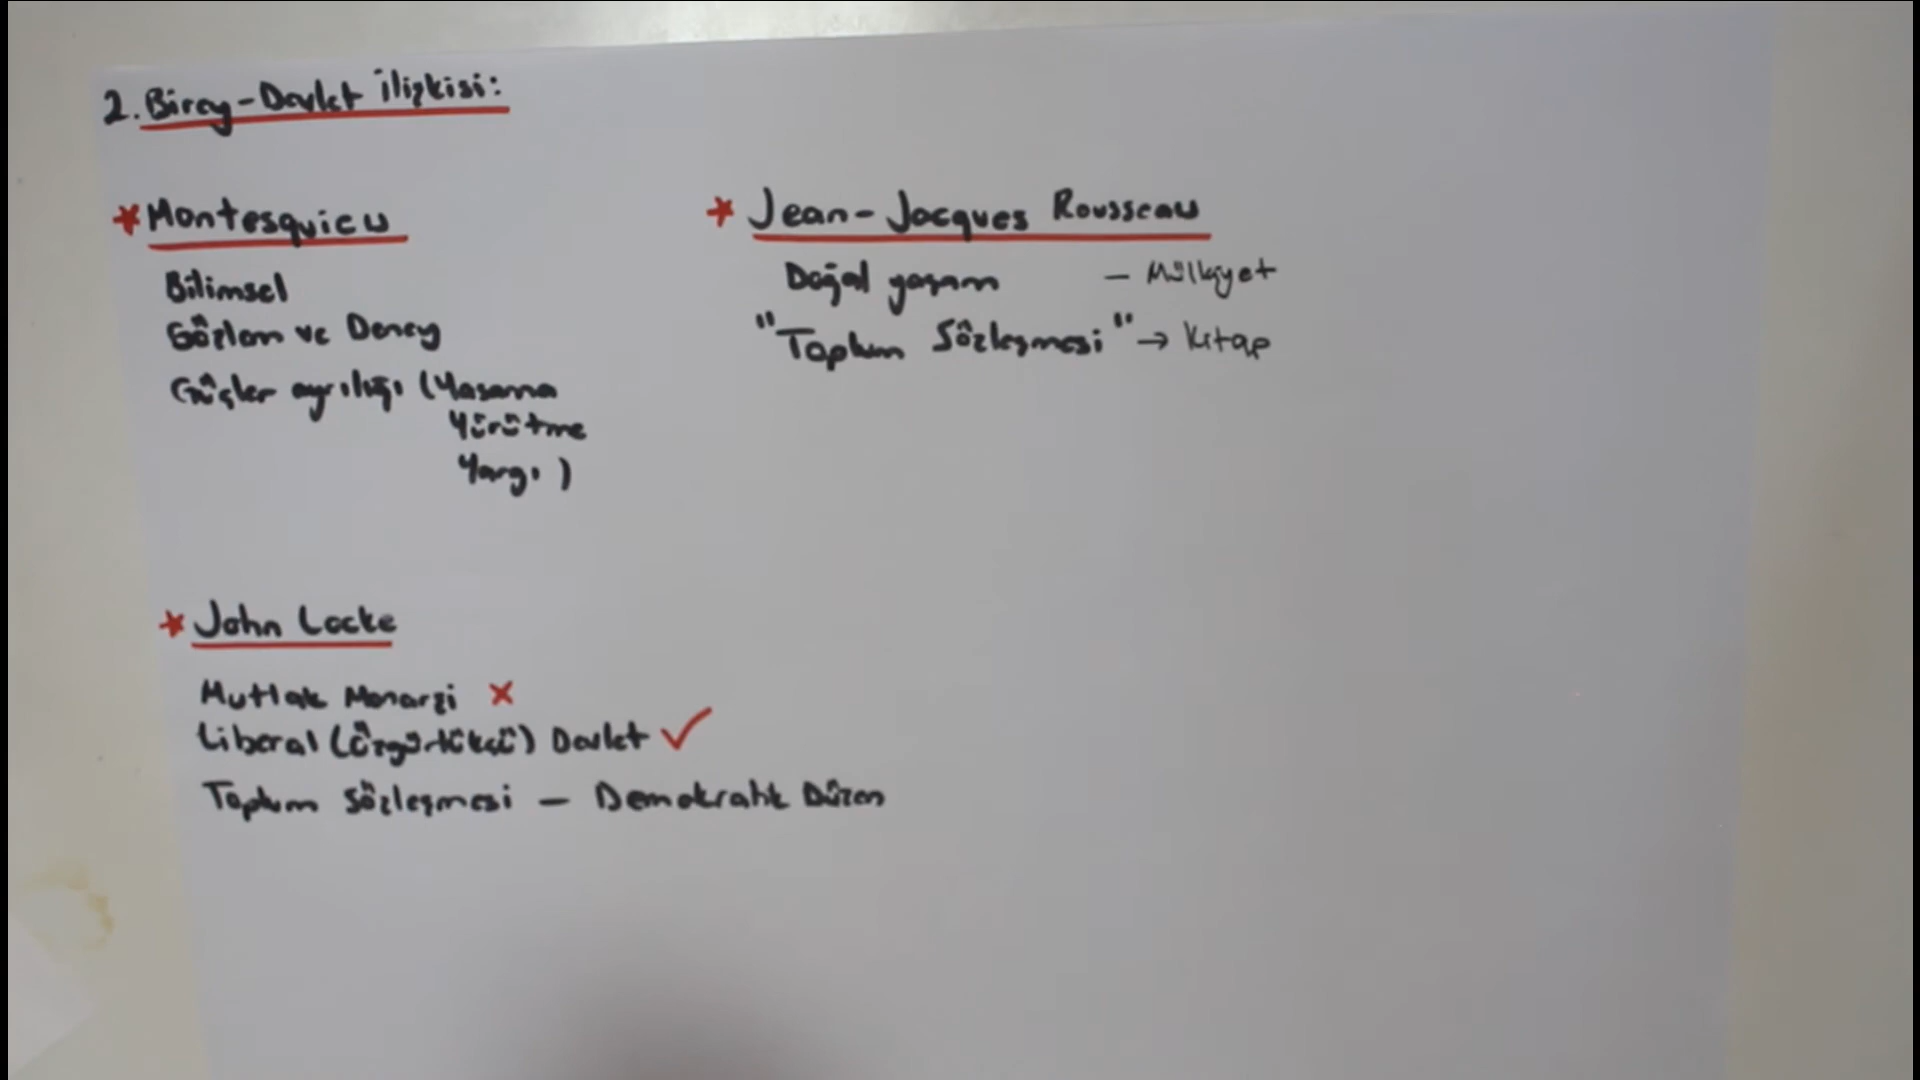 2. Birey-Devlet İlişkisi:
* Montesquieu
Bilimsel
Gözlem ve Deney
Güçler ayrılığı (Yasama
Yürütme
Yargı)
* Jean-Jacques Rousseau
Doğal yaşam - Mülkiyet
"Toplum Sözleşmesi" → Kitap
* John Locke
Mutlak Monarşi ✗
Liberal (Özgürlükçü) Devlet ✓
Toplum Sözleşmesi - Demokratik Düzen